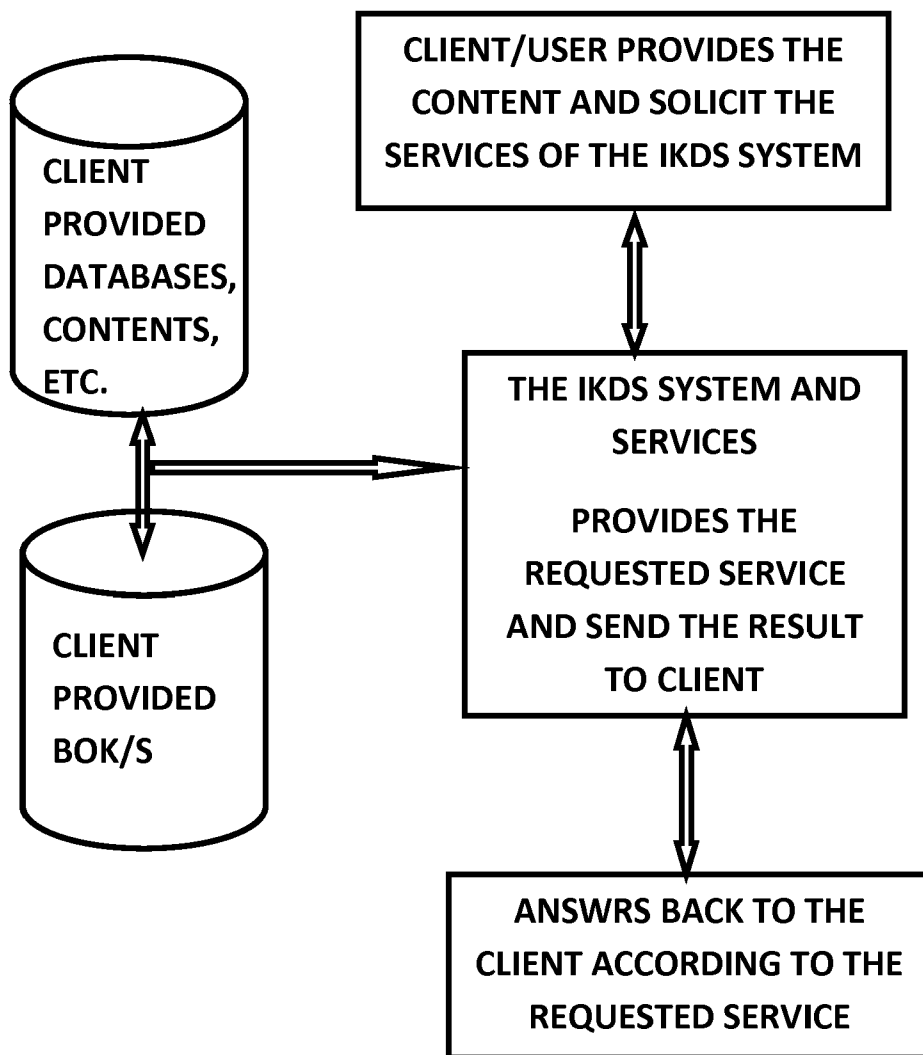 CLIENT/USER PROVIDES THE
CONTENT AND SOLICIT THE
SERVICES OF THE IKDS SYSTEM
CLIENT
PROVIDED
DATABASES,
CONTENTS,
ETC.
THE IKDS SYSTEM AND
SERVICES
PROVIDES THE
REQUESTED SERVICE
AND SEND THE RESULT
TO CLIENT
CLIENT
PROVIDED
BOK/S
ANSWRS BACK TO THE
CLIENT ACCORDING TO THE
REQUESTED SERVICE